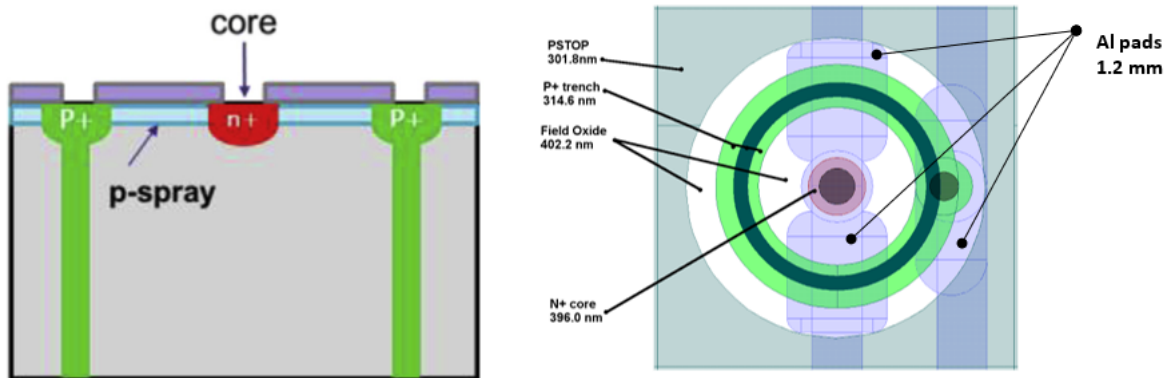 core
P+
n+
P+
p-spray
PSTOP
301.8nm
P+ trench
314.6 nm
Field Oxide
402.2 nm
N+ core
396.0 nm
Al pads
1.2 mm